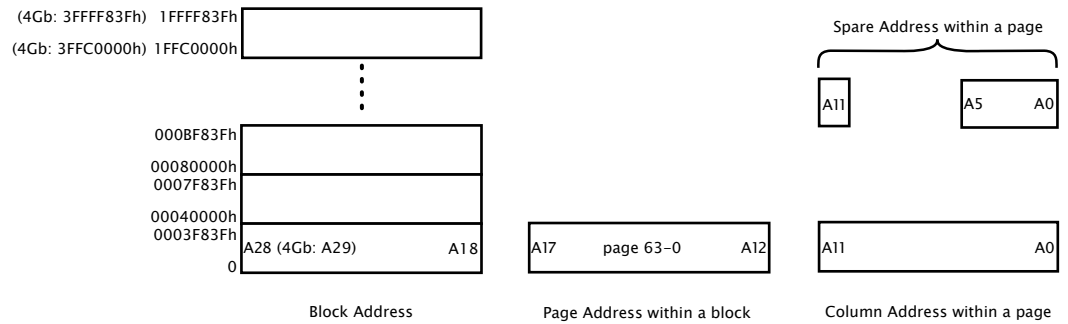 (4Gb: 3FFFF83Fh) 1FFFF83Fh
(4Gb: 3FFC0000h) 1FFC0000h
Spare Address within a page
A11 A5 A0
000BF83Fh
00080000h
0007F83Fh
00040000h
0003F83Fh
A28 (4Gb: A29) A18 A17 page 63-0 A12 A11 A0
0
Block Address Page Address within a block Column Address within a page